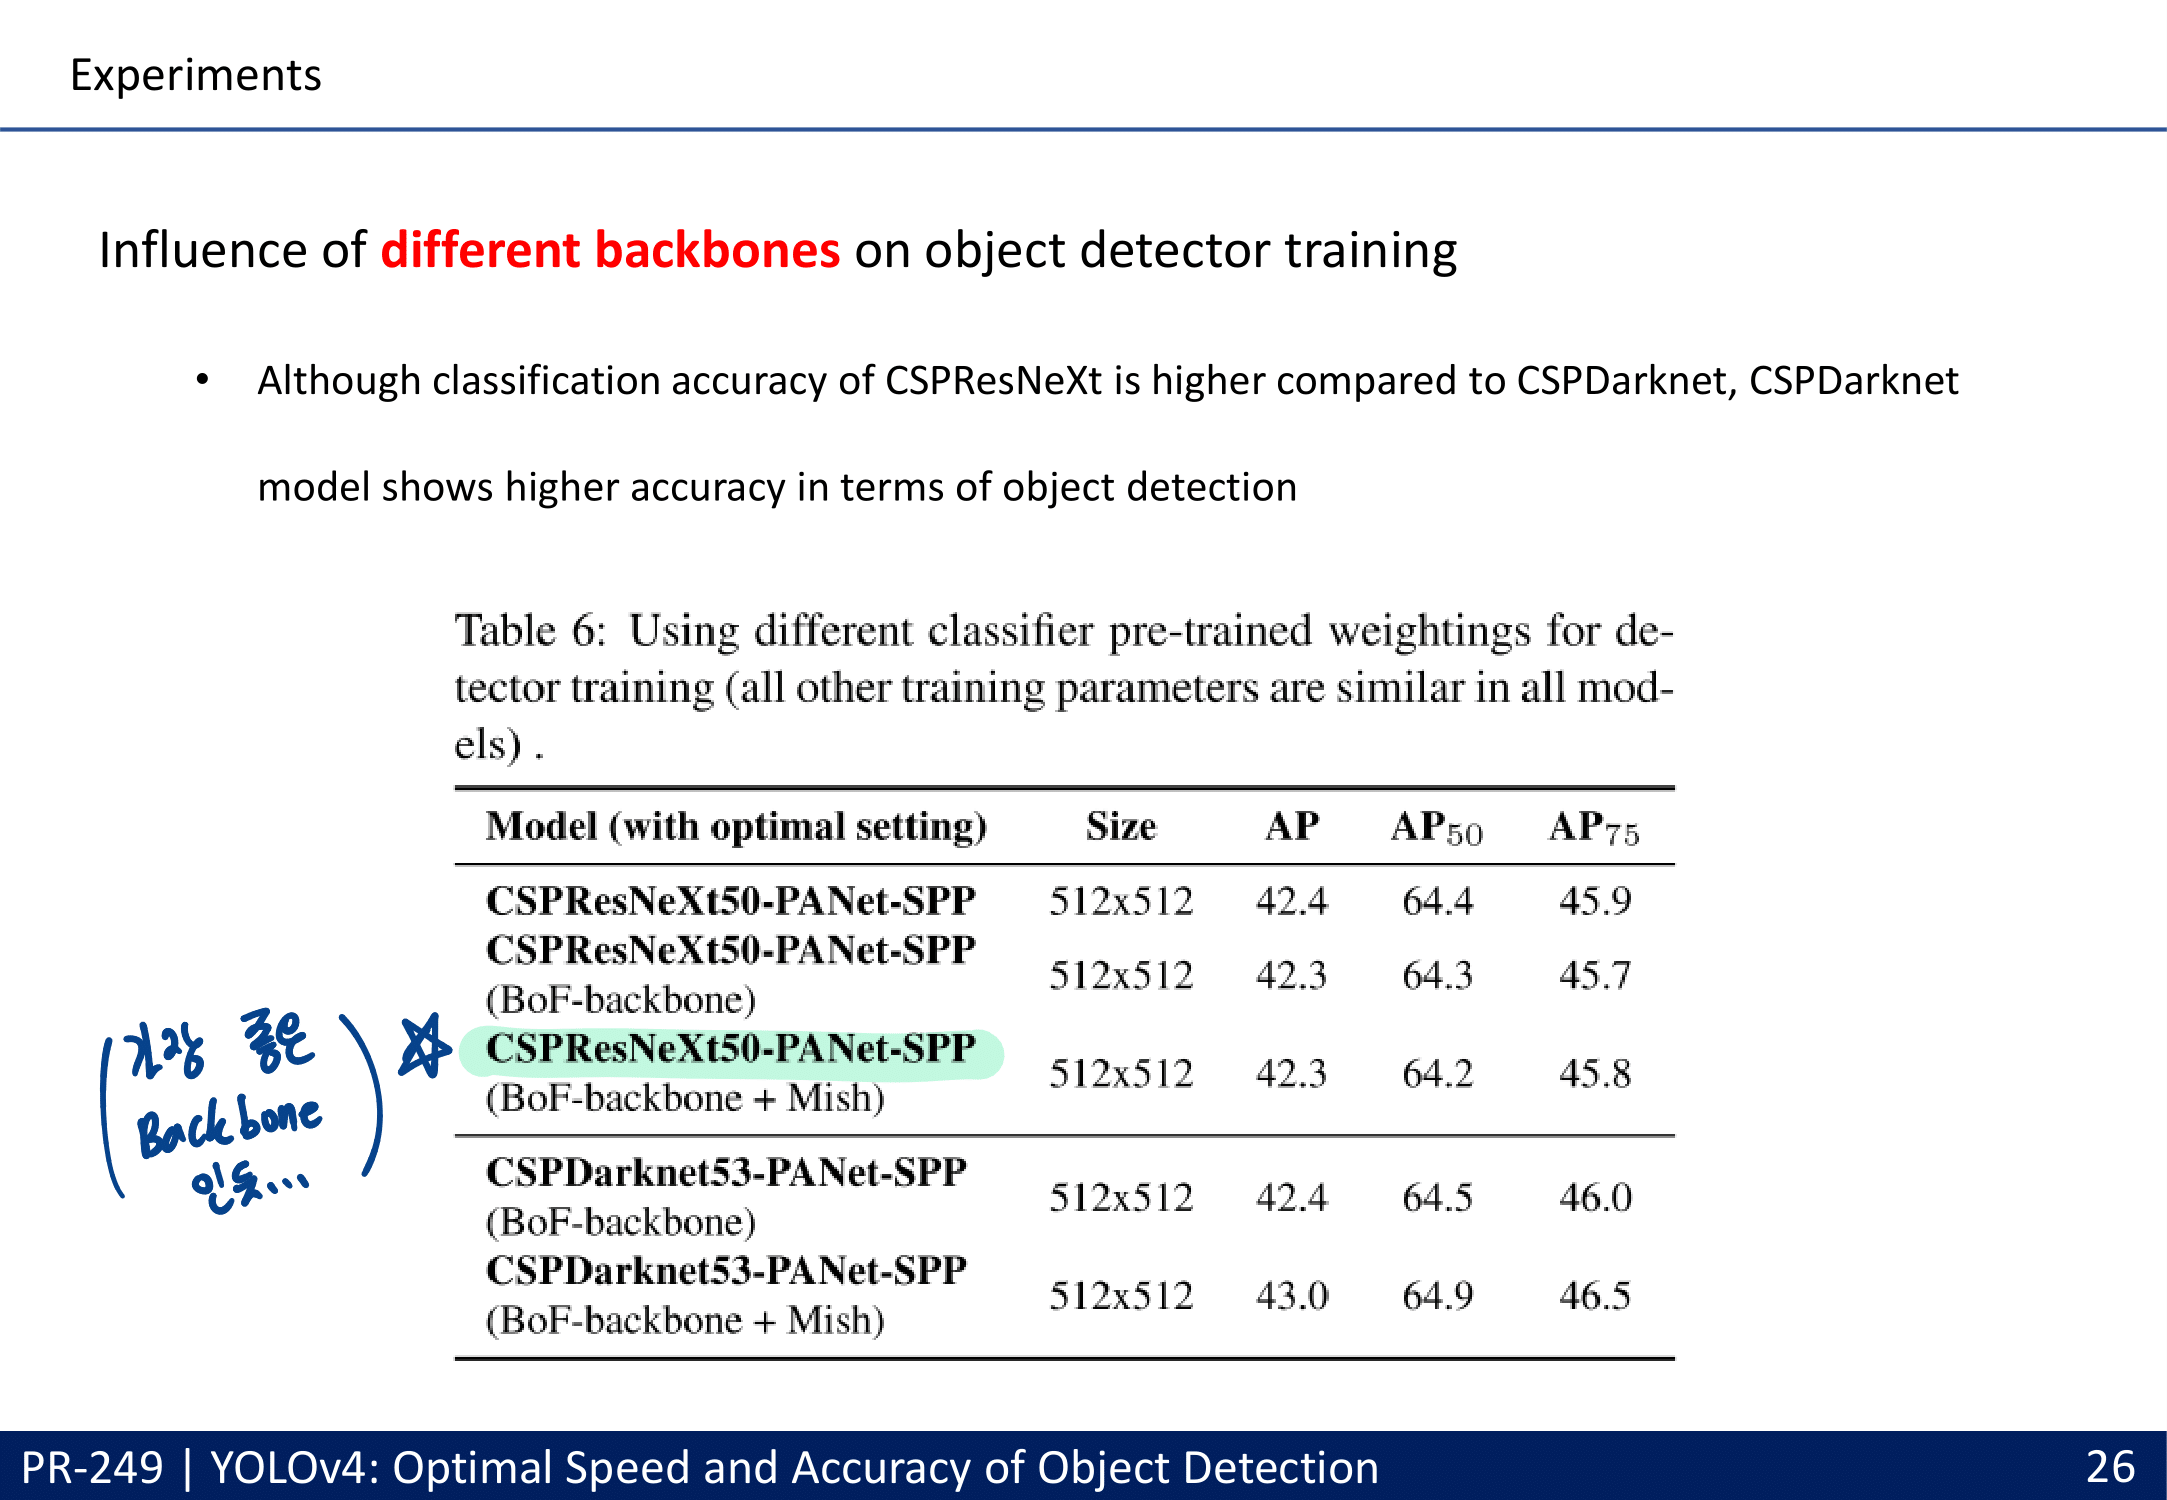 Experiments
Influence of different backbones on object detector training
• Although classification accuracy of CSPResNeXt is higher compared to CSPDarknet, CSPDarknet
model shows higher accuracy in terms of object detection
Table 6: Using different classifier pre-trained weightings for de-
tector training (all other training parameters are similar in all mod-
els) .
Model (with optimal setting) Size AP AP50 AP75
CSPResNeXt50-PANet-SPP 512x512 42.4 64.4 45.9
CSPResNeXt50-PANet-SPP
(BoF-backbone) 512x512 42.3 64.3 45.7
CSPResNeXt50-PANet-SPP
(BoF-backbone + Mish) 512x512 42.3 64.2 45.8
CSPDarknet53-PANet-SPP
(BoF-backbone) 512x512 42.4 64.5 46.0
CSPDarknet53-PANet-SPP
(BoF-backbone + Mish) 512x512 43.0 64.9 46.5
(가장 좋은
Backbone
인듯...)
PR-249 | YOLOv4: Optimal Speed and Accuracy of Object Detection 26